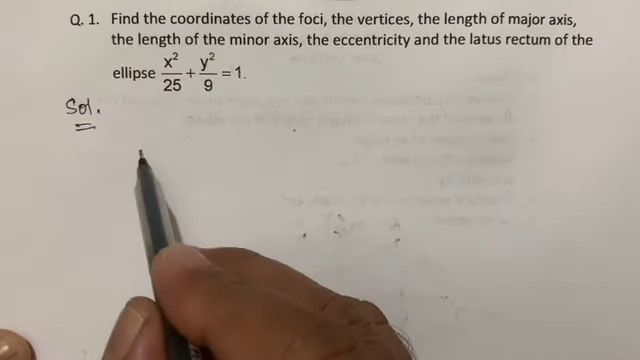 Q. 1. Find the coordinates of the foci, the vertices, the length of major axis,
the length of the minor axis, the eccentricity and the latus rectum of the
ellipse x²/25 + y²/9 = 1.
Sol.